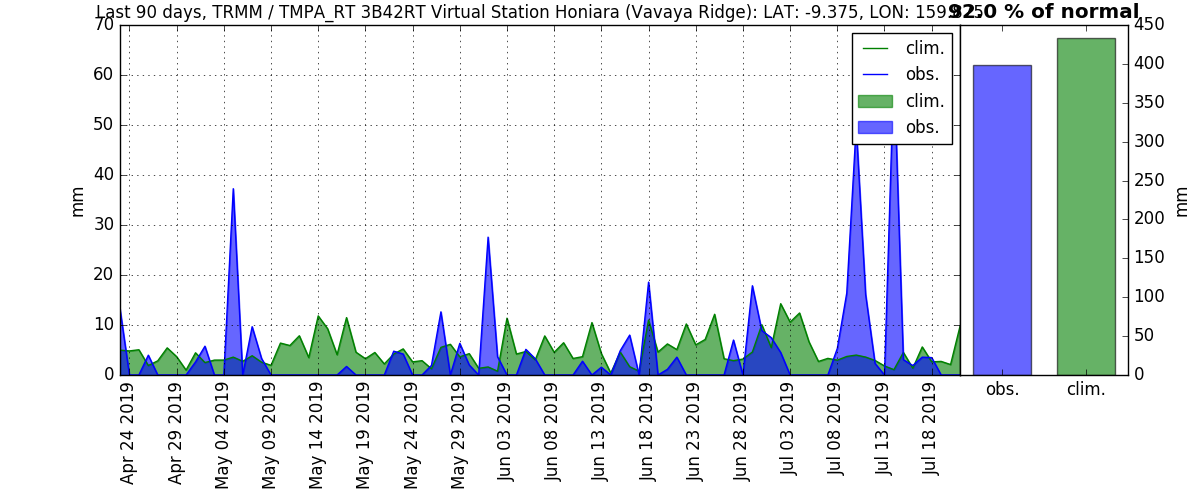 Last 90 days, TRMM / TMPA_RT 3B42RT Virtual Station Honiara (Vavaya Ridge): LAT: -9.375, LON:
92.0 % of normal
clim.
obs.
clim.
obs.
mm
70
60
50
40
30
20
10
0
Apr 24 2019
Apr 29 2019
May 04 2019
May 09 2019
May 14 2019
May 19 2019
May 24 2019
May 29 2019
Jun 03 2019
Jun 08 2019
Jun 13 2019
Jun 18 2019
Jun 23 2019
Jun 28 2019
Jul 03 2019
Jul 08 2019
Jul 13 2019
Jul 18 2019
450
400
350
300
250
200
150
100
50
0
mm
obs.
clim.